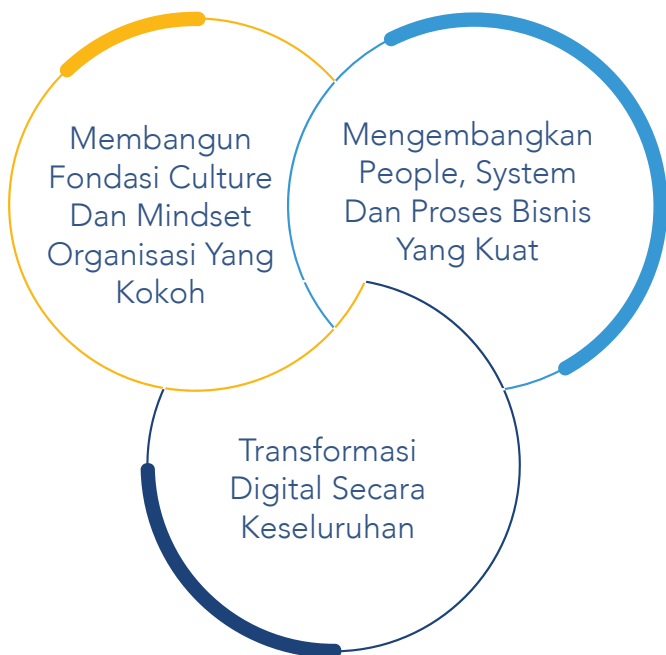 Membangun
Fondasi Culture
Dan Mindset
Organisasi Yang
Kokoh
Mengembangkan
People, System
Dan Proses Bisnis
Yang Kuat
Transformasi
Digital Secara
Keseluruhan